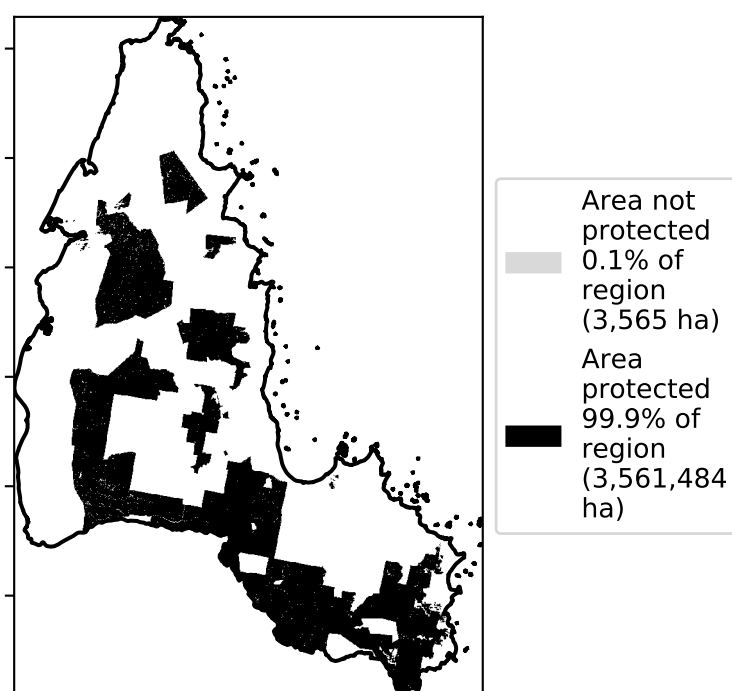 Area not
protected
0.1% of
region
(3,565 ha)
Area
protected
99.9% of
region
(3,561,484
ha)